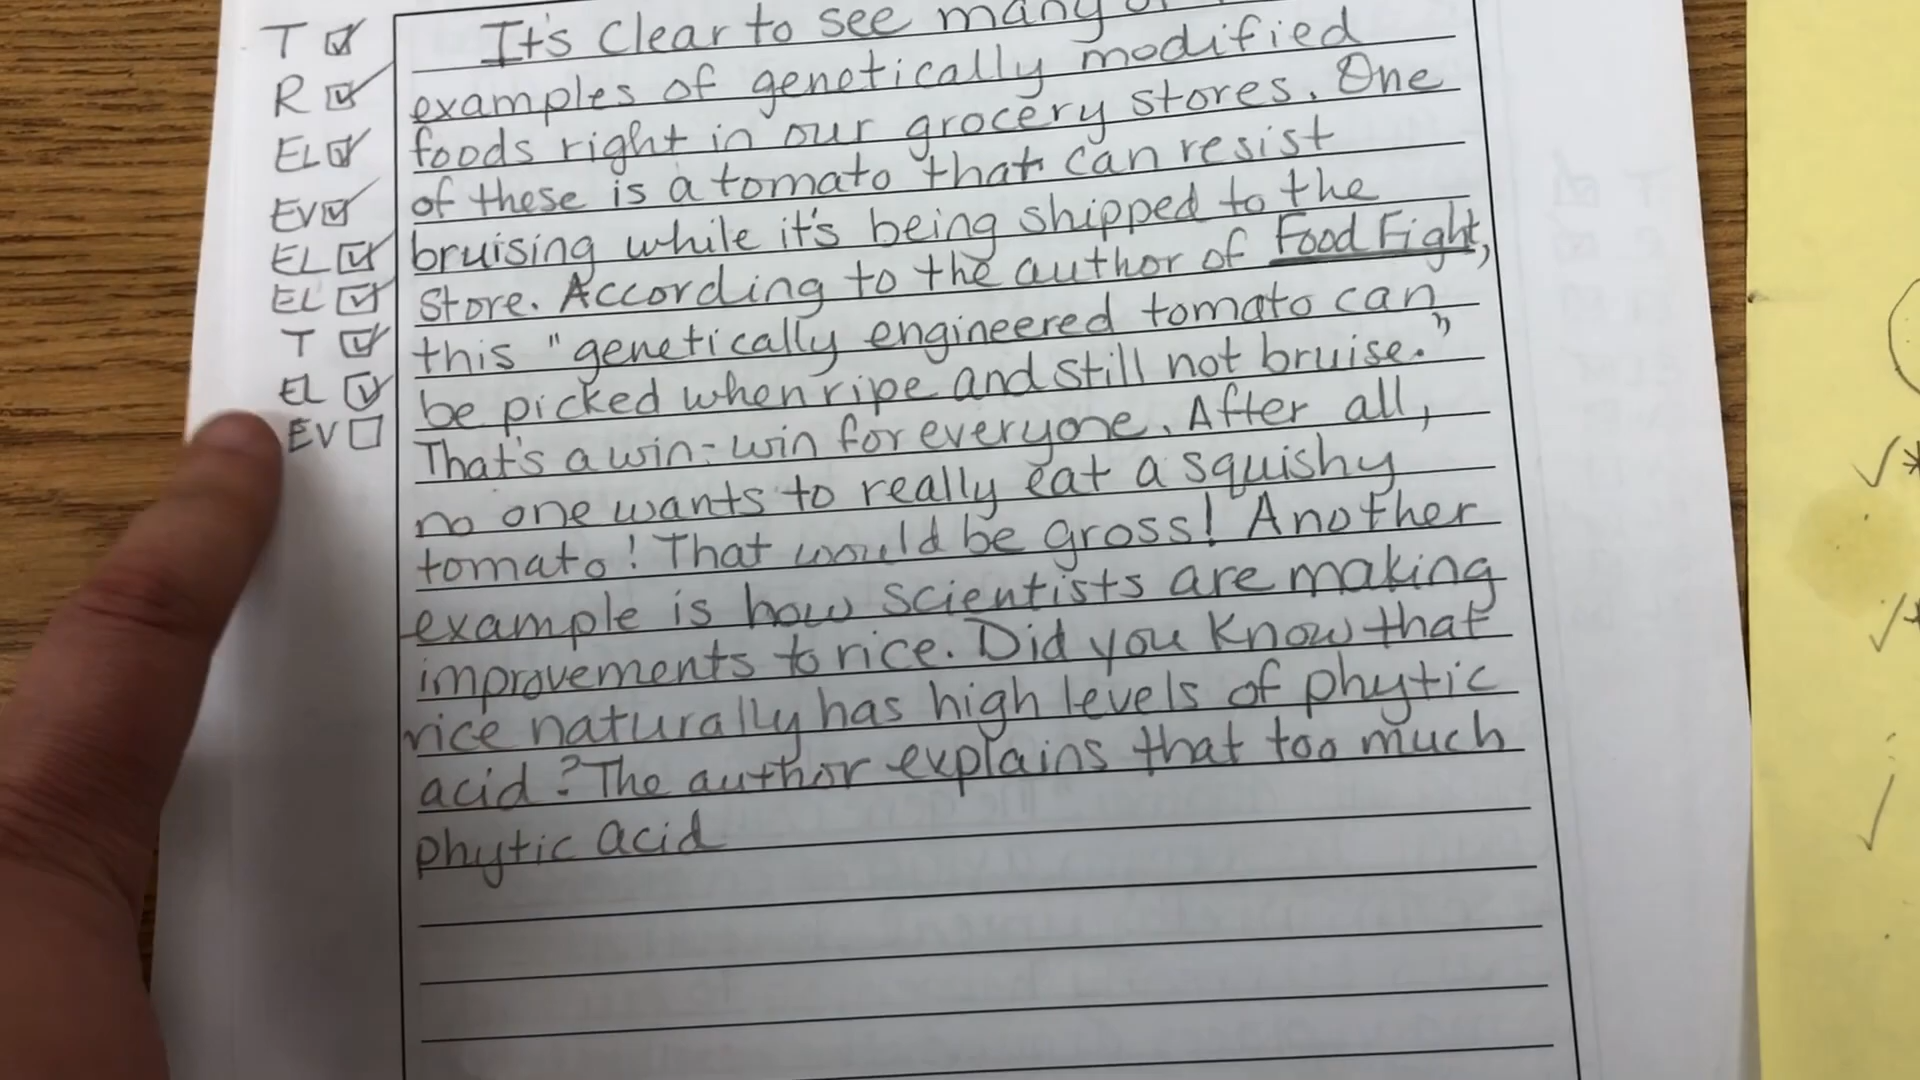 T
R
EL
EV
EL
EL
T
EL
EV
It's clear to see many
examples of genetically modified
foods right in our grocery stores. One
of these is a tomato that can resist
bruising while it's being shipped to the
store. According to the author of Food Fight,
this "genetically engineered tomato can
be picked when ripe and still not bruise."
That's a win-win for everyone. After all,
no one wants to really eat a squishy
tomato! That would be gross! Another
example is how scientists are making
improvements to rice. Did you know that
rice naturally has high levels of phytic
acid? The author explains that too much
phytic acid